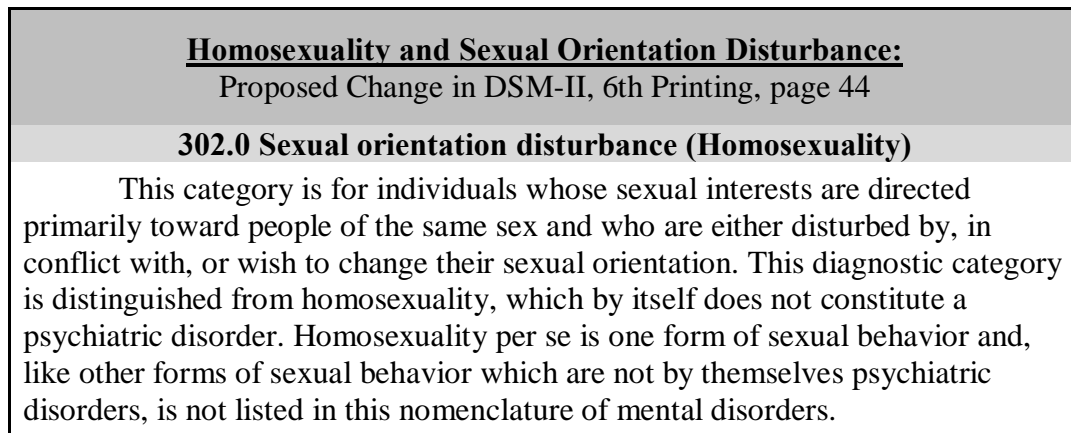 Homosexuality and Sexual Orientation Disturbance:
Proposed Change in DSM-II, 6th Printing, page 44
302.0 Sexual orientation disturbance (Homosexuality)
This category is for individuals whose sexual interests are directed
primarily toward people of the same sex and who are either disturbed by, in
conflict with, or wish to change their sexual orientation. This diagnostic category
is distinguished from homosexuality, which by itself does not constitute a
psychiatric disorder. Homosexuality per se is one form of sexual behavior and,
like other forms of sexual behavior which are not by themselves psychiatric
disorders, is not listed in this nomenclature of mental disorders.